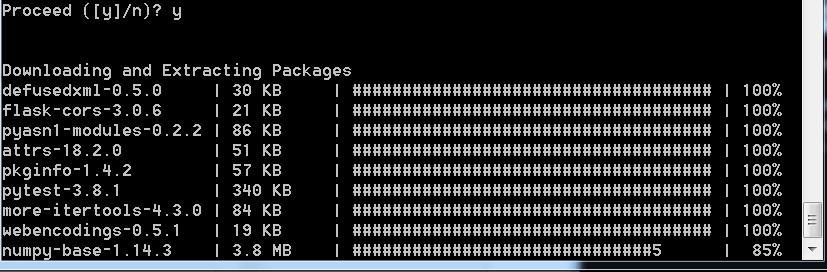 Proceed ([y]/n)? y
Downloading and Extracting Packages
defusedxml-0.5.0 | 30 KB | #################################### | 100%
flask-cors-3.0.6 | 21 KB | #################################### | 100%
pyasn1-modules-0.2.2 | 86 KB | #################################### | 100%
attrs-18.2.0 | 51 KB | #################################### | 100%
pkginfo-1.4.2 | 57 KB | #################################### | 100%
pytest-3.8.1 | 340 KB | #################################### | 100%
more-itertools-4.3.0 | 84 KB | #################################### | 100%
webencodings-0.5.1 | 19 KB | #################################### | 100%
numpy-base-1.14.3 | 3.8 MB | ##############################5 | 85%